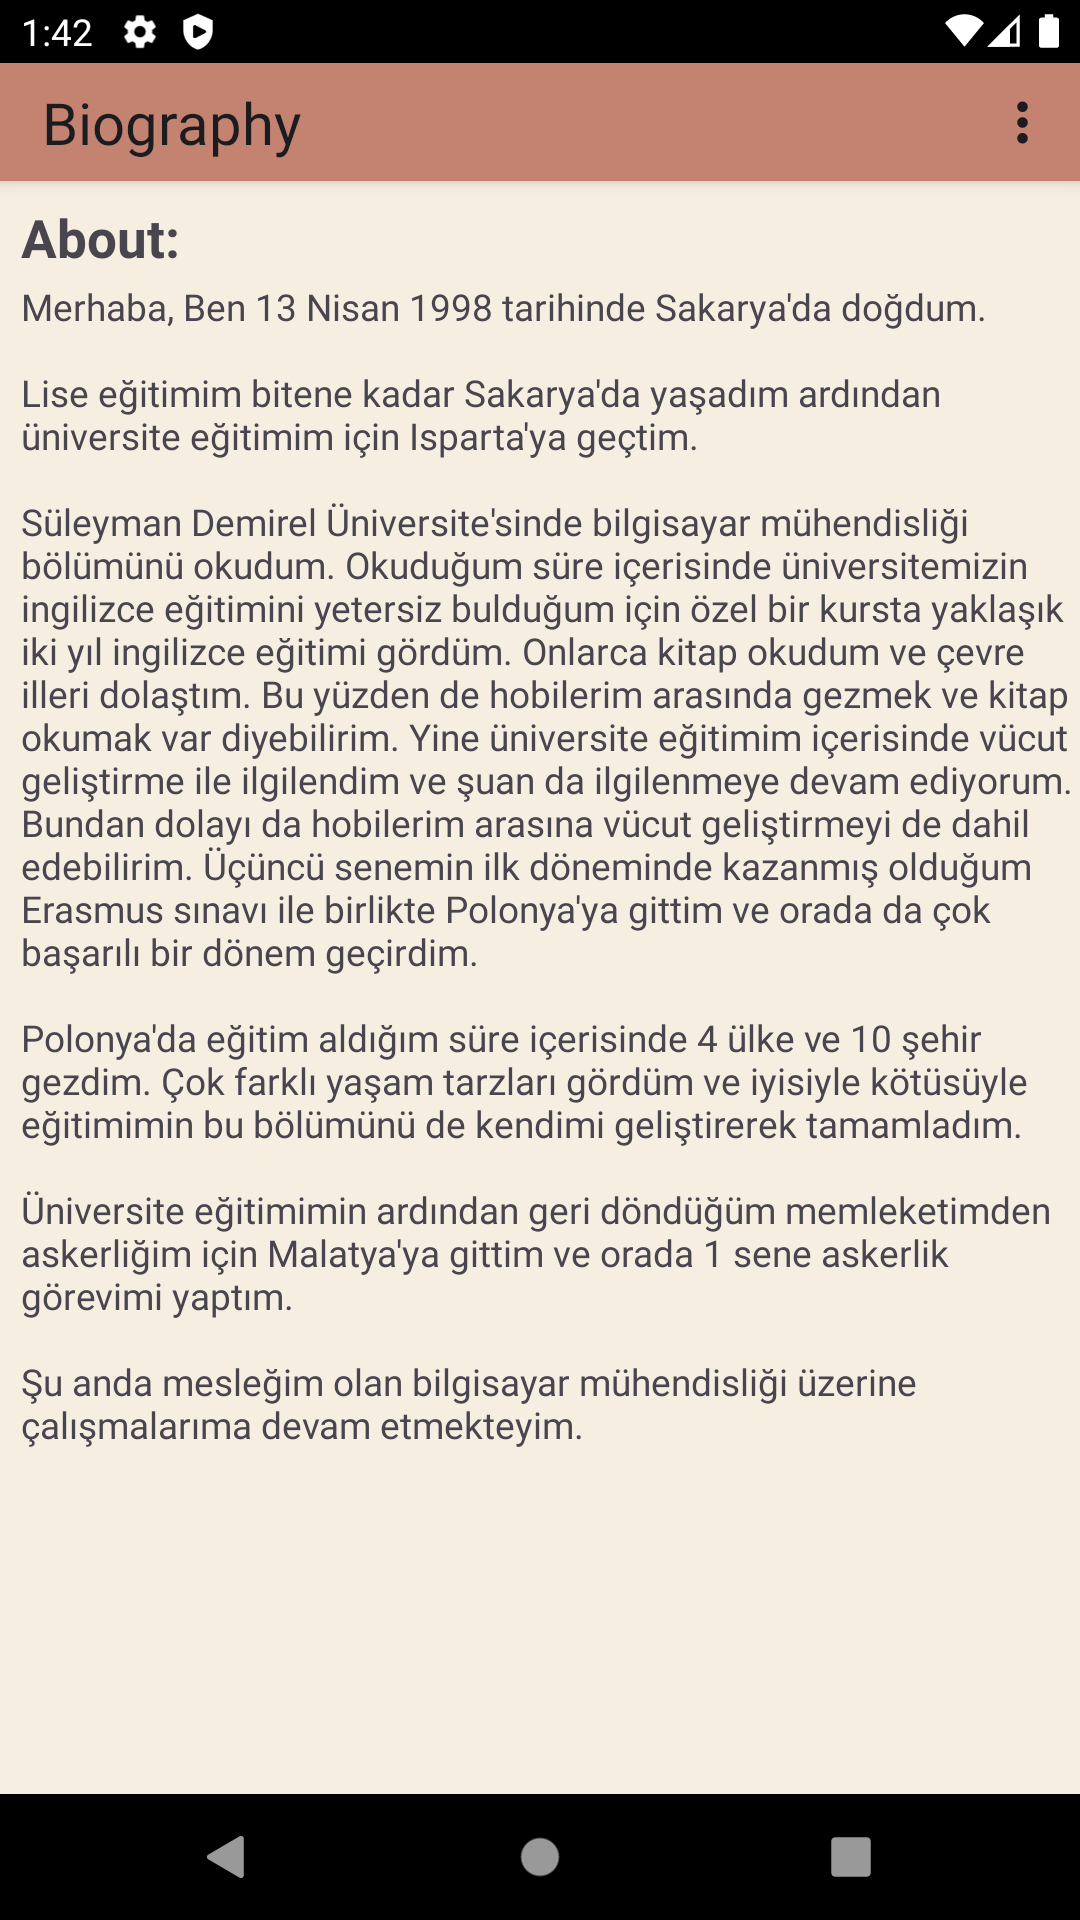 1:42
Biography
About:
Merhaba, Ben 13 Nisan 1998 tarihinde Sakarya'da doğdum.
Lise eğitimim bitene kadar Sakarya'da yaşadım ardından
üniversite eğitimim için Isparta'ya geçtim.
Süleyman Demirel Üniversite'sinde bilgisayar mühendisliği
bölümünü okudum. Okuduğum süre içerisinde üniversitemizin
ingilizce eğitimini yetersiz bulduğum için özel bir kursta yaklaşık
iki yıl ingilizce eğitimi gördüm. Onlarca kitap okudum ve çevre
illeri dolaştım. Bu yüzden de hobilerim arasında gezmek ve kitap
okumak var diyebilirim. Yine üniversite eğitimim içerisinde vücut
geliştirme ile ilgilendim ve şuan da ilgilenmeye devam ediyorum.
Bundan dolayı da hobilerim arasına vücut geliştirmeyi de dahil
edebilirim. Üçüncü senemin ilk döneminde kazanmış olduğum
Erasmus sınavı ile birlikte Polonya'ya gittim ve orada da çok
başarılı bir dönem geçirdim.
Polonya'da eğitim aldığım süre içerisinde 4 ülke ve 10 şehir
gezdim. Çok farklı yaşam tarzları gördüm ve iyisiyle kötüsüyle
eğitimimin bu bölümünü de kendimi geliştirerek tamamladım.
Üniversite eğitimimin ardından geri döndüğüm memleketimden
askerliğim için Malatya'ya gittim ve orada 1 sene askerlik
görevimi yaptım.
Şu anda mesleğim olan bilgisayar mühendisliği üzerine
çalışmalarıma devam etmekteyim.